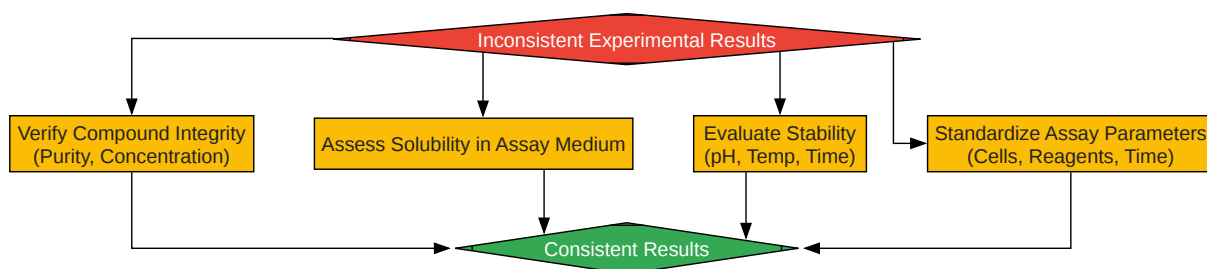 Inconsistent Experimental Results
Verify Compound Integrity
(Purity, Concentration)
Assess Solubility in Assay Medium
Evaluate Stability
(pH, Temp, Time)
Standardize Assay Parameters
(Cells, Reagents, Time)
Consistent Results